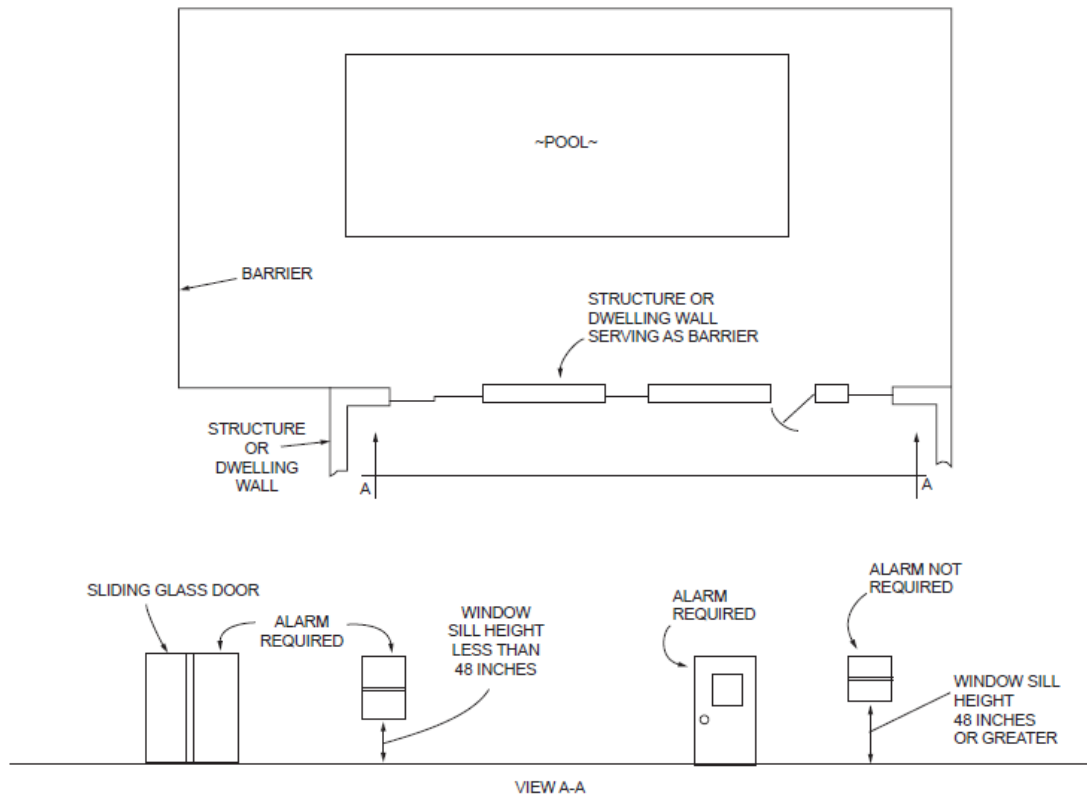 ~POOL~
BARRIER
STRUCTURE OR
DWELLING WALL
SERVING AS BARRIER
STRUCTURE
OR
DWELLING
WALL
A
A
SLIDING GLASS DOOR
ALARM
REQUIRED
WINDOW
SILL HEIGHT
LESS THAN
48 INCHES
ALARM
REQUIRED
ALARM NOT
REQUIRED
WINDOW SILL
HEIGHT
48 INCHES
OR GREATER
VIEW A-A